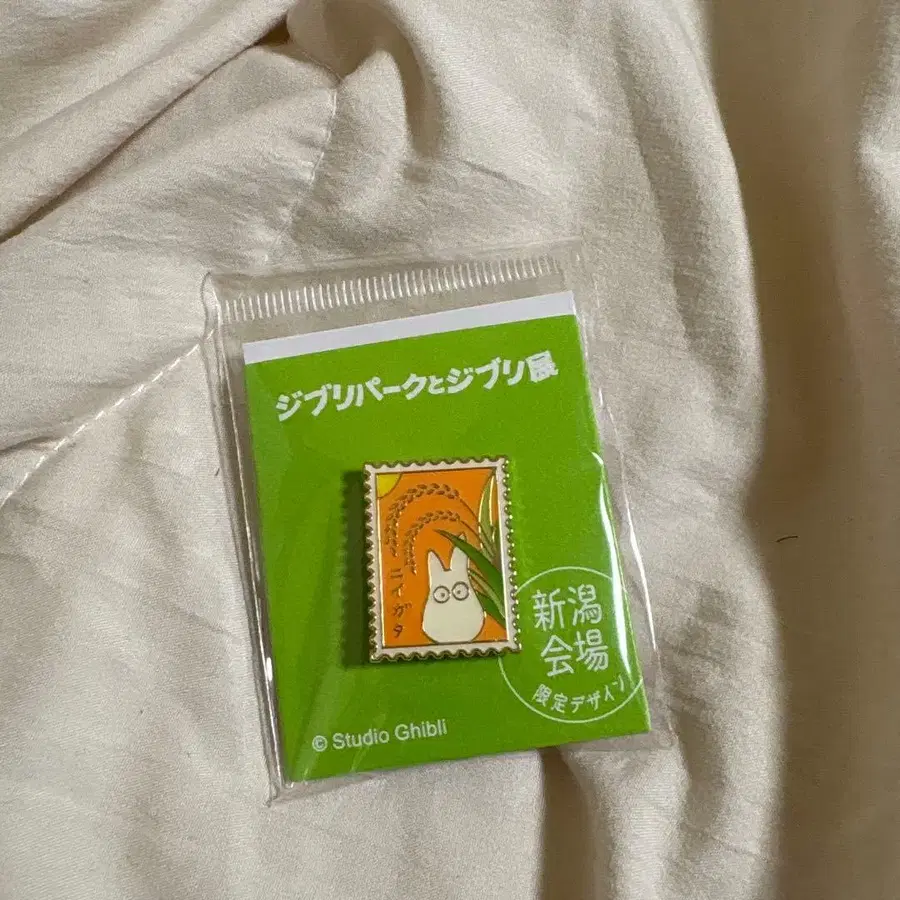 ジブリパークとジブリ展
ニイガタ
新潟
会場
限定デザイン
© Studio Ghibli